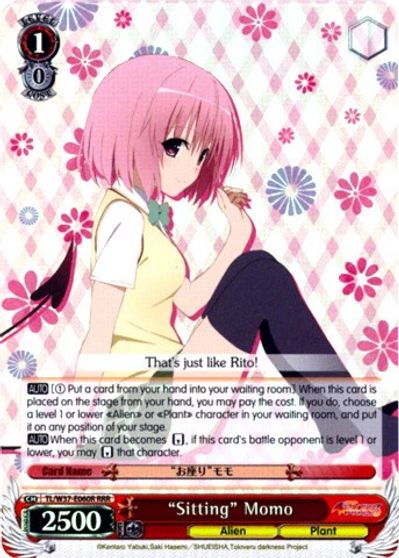 1
0
That's just like Rito!
AUTO [① Put a card from your hand into your waiting room] When this card is
placed on the stage from your hand, you may pay the cost. If you do, choose
a level 1 or lower «Alien» or «Plant» character in your waiting room, and put
it on any position of your stage.
AUTO When this card becomes [ ], if this card's battle opponent is level 1 or
lower, you may [ ] that character.
Card Name
“お座り”モモ
TL/W37-E060R RRR
2500
“Sitting” Momo
Alien
Plant
©Kentaro Yabuki,Saki Hasemi／SHUEISHA,Toloveru darkness Project